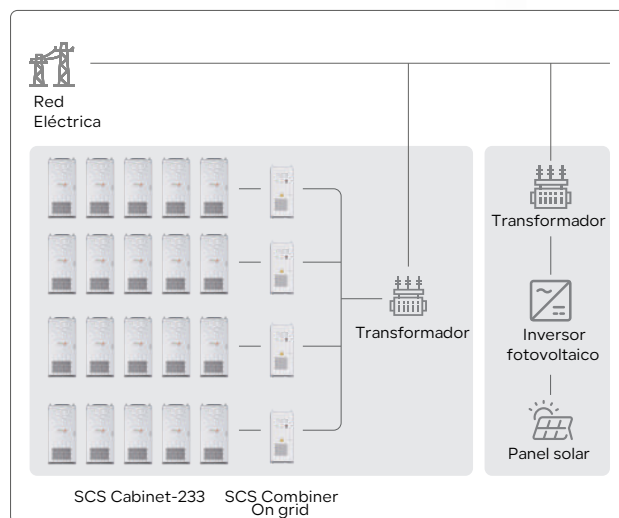 Red
Eléctrica
Transformador
Transformador
Inversor
fotovoltaico
Panel solar
SCS Cabinet-233
SCS Combiner
On grid